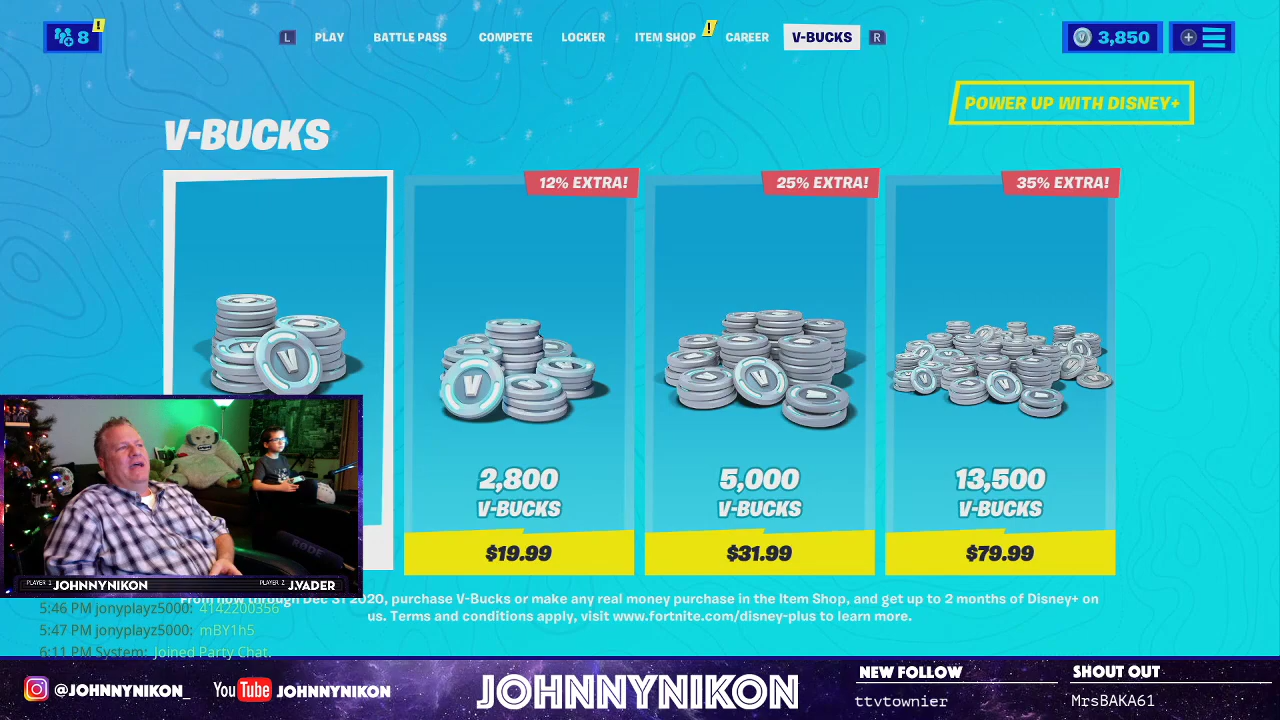 8
!
L
PLAY
BATTLE PASS
COMPETE
LOCKER
ITEM SHOP
!
CAREER
V-BUCKS
R
3,850
POWER UP WITH DISNEY+
V-BUCKS
12% EXTRA!
25% EXTRA!
35% EXTRA!
2,800
V-BUCKS
$19.99
5,000
V-BUCKS
$31.99
13,500
V-BUCKS
$79.99
RODE
PLAYER 1 JOHNNYNIKON
PLAYER 2 J.VADER
now through Dec 31 2020, purchase V-Bucks or make any real money purchase in the Item Shop, and get up to 2 months of Disney+ on
us. Terms and conditions apply, visit www.fortnite.com/disney-plus to learn more.
5:46 PM jonyplayz5000: 4142200356
5:47 PM jonyplayz5000: mBY1h5
6:11 PM System: Joined Party Chat.
@JOHNNYNIKON_
YouTube JOHNNYNIKON
JOHNNYNIKON
NEW FOLLOW
ttvtownier
SHOUT OUT
MrsBAKA61